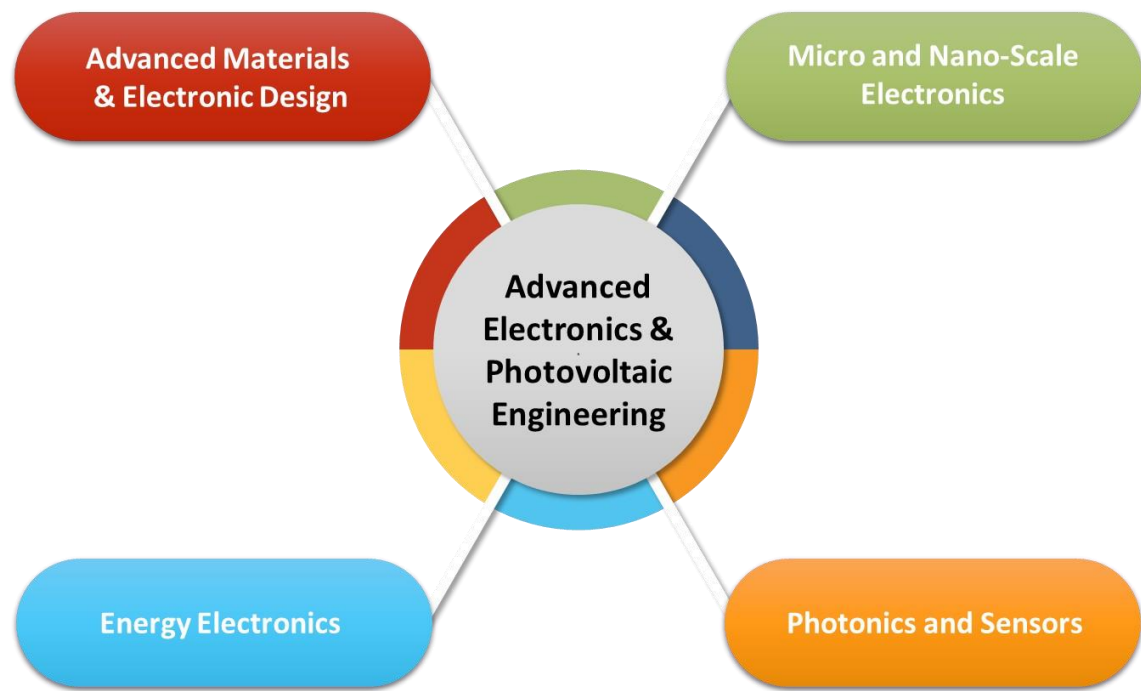 Advanced Materials
& Electronic Design
Micro and Nano-Scale
Electronics
Advanced
Electronics &
Photovoltaic
Engineering
Energy Electronics
Photonics and Sensors